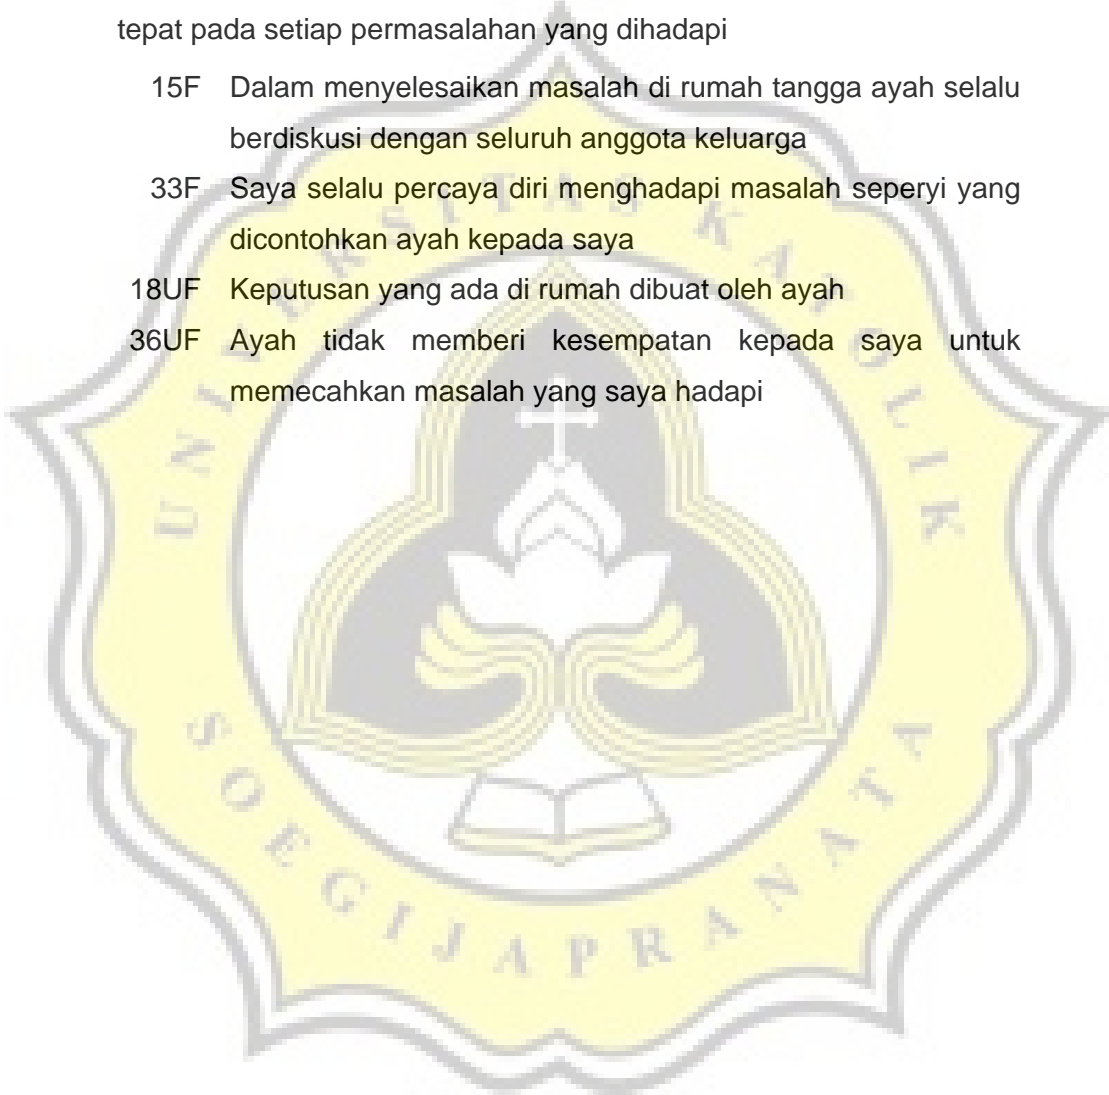 tepat pada setiap permasalahan yang dihadapi
15F Dalam menyelesaikan masalah di rumah tangga ayah selalu
berdiskusi dengan seluruh anggota keluarga
33F Saya selalu percaya diri menghadapi masalah seperyi yang
dicontohkan ayah kepada saya
18UF Keputusan yang ada di rumah dibuat oleh ayah
36UF Ayah tidak memberi kesempatan kepada saya untuk
memecahkan masalah yang saya hadapi
UNIVERSITAS KATOLIK
SOEGIJAPRANATA